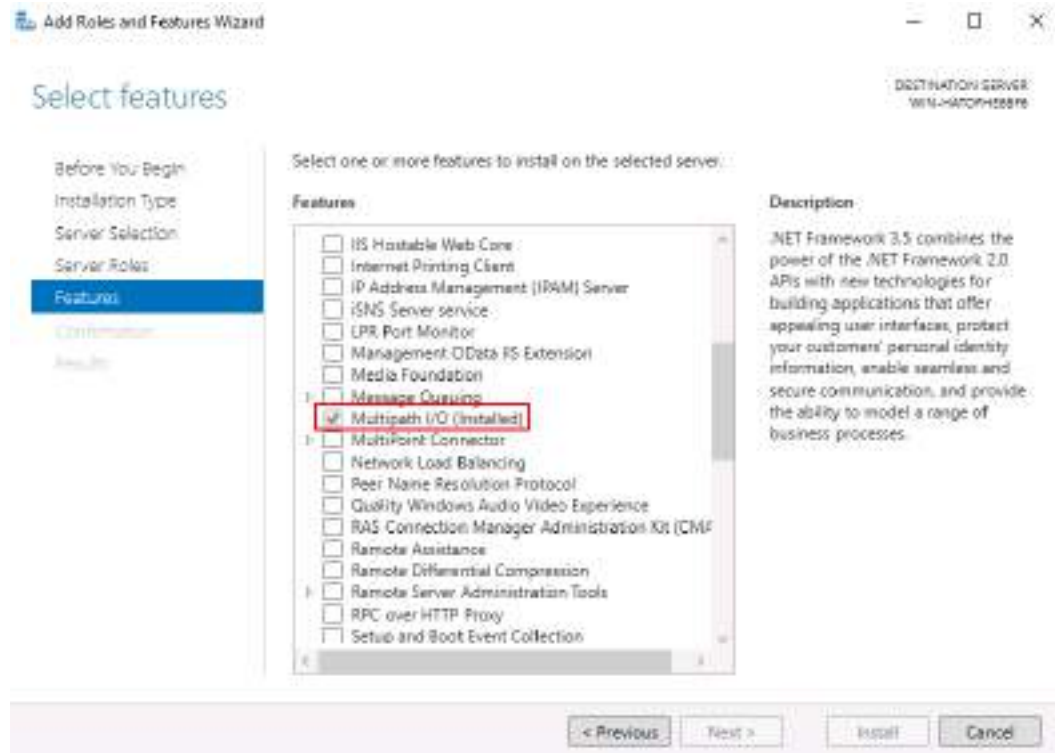 Add Roles and Features Wizard
Select features
DESTINATION SERVER
Before You Begin
Installation Type
Server Selection
Server Roles
Features
Confirmation
Results
Select one or more features to install on the selected server.
Features
IIS Hostable Web Core
Internet Printing Client
IP Address Management (IPAM) Server
iSNS Server service
LPR Port Monitor
Management OData IIS Extension
Media Foundation
Message Queuing
Multipath I/O (Installed)
MultiPoint Connector
Network Load Balancing
Peer Name Resolution Protocol
Quality Windows Audio Video Experience
RAS Connection Manager Administration Kit (CMA
Remote Assistance
Remote Differential Compression
Remote Server Administration Tools
RPC over HTTP Proxy
Setup and Boot Event Collection
Description
.NET Framework 3.5 combines the
power of the .NET Framework 2.0
APIs with new technologies for
building applications that offer
appealing user interfaces, protect
your customers' personal identity
information, enable seamless and
secure communication, and provide
the ability to model a range of
business processes.
< Previous
Next >
Install
Cancel